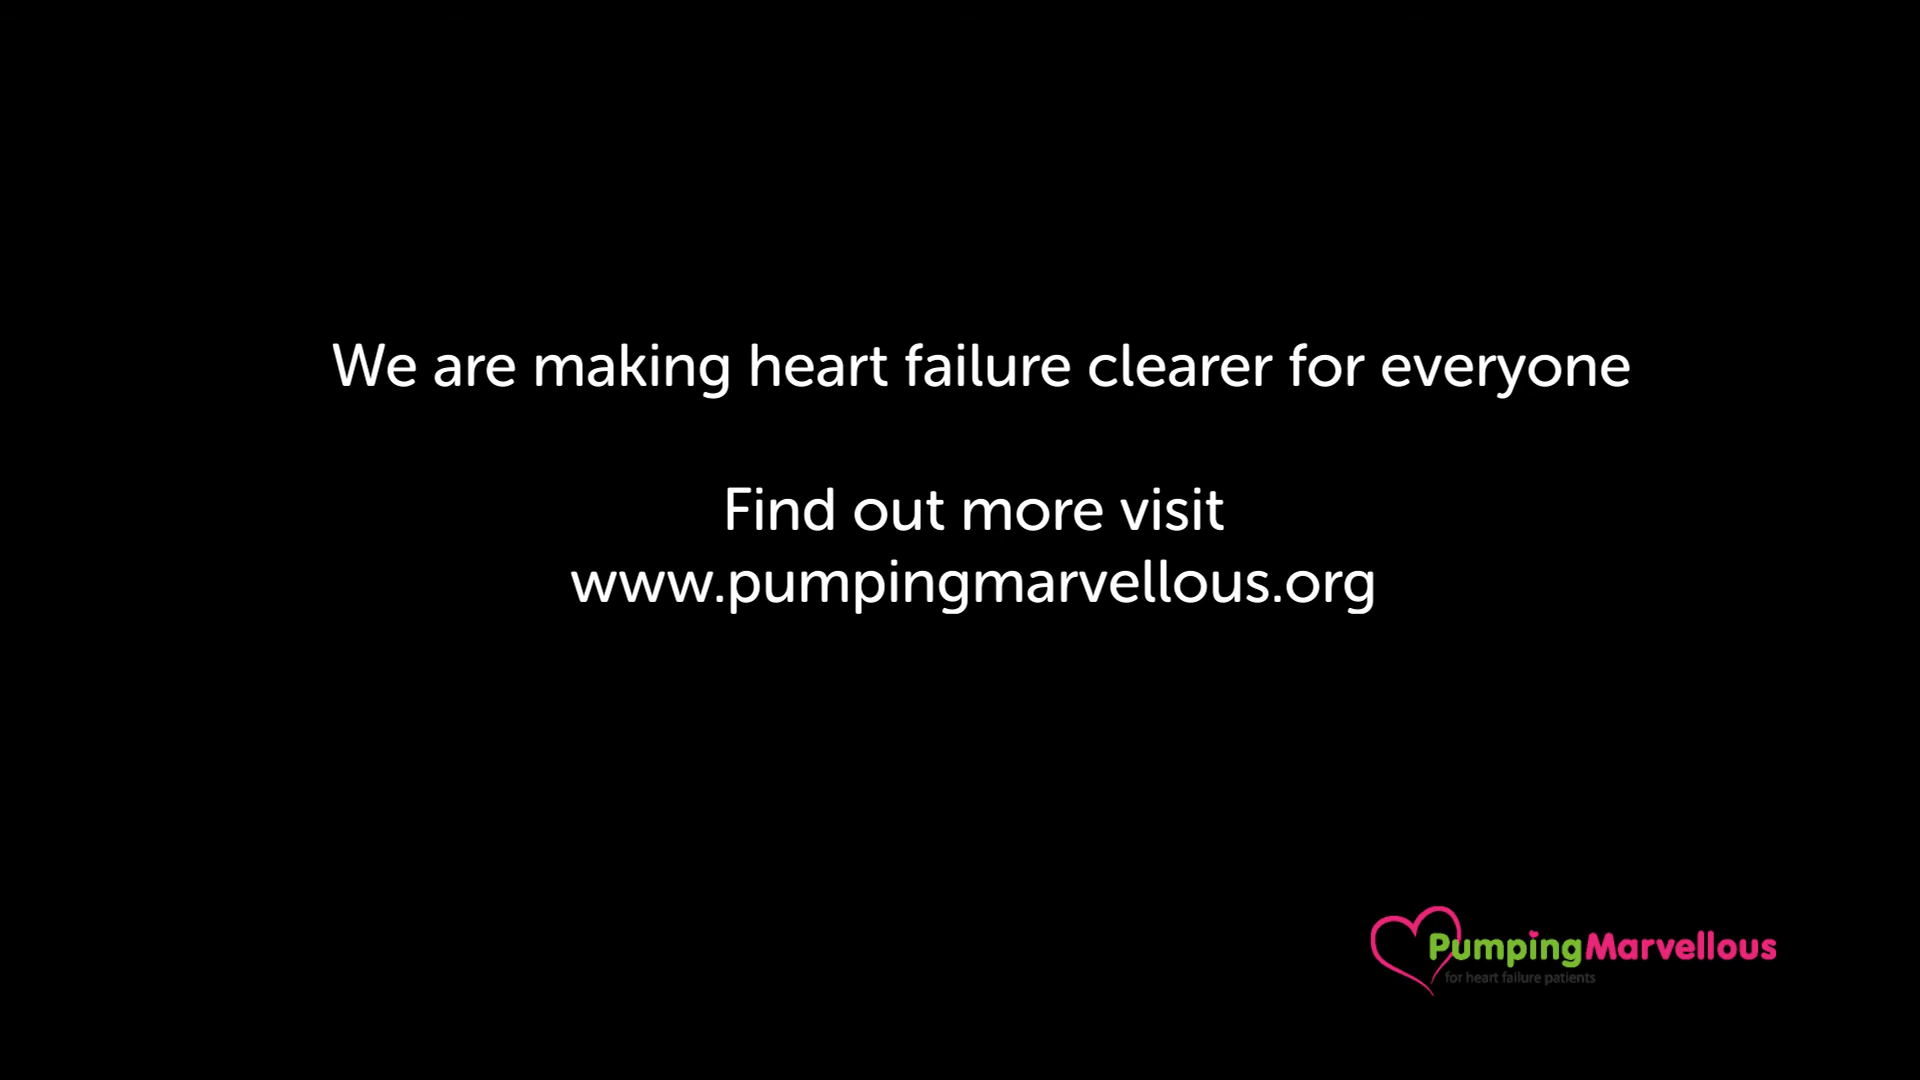 We are making heart failure clearer for everyone
Find out more visit
www.pumpingmarvellous.org
PumpingMarvellous
for heart failure patients